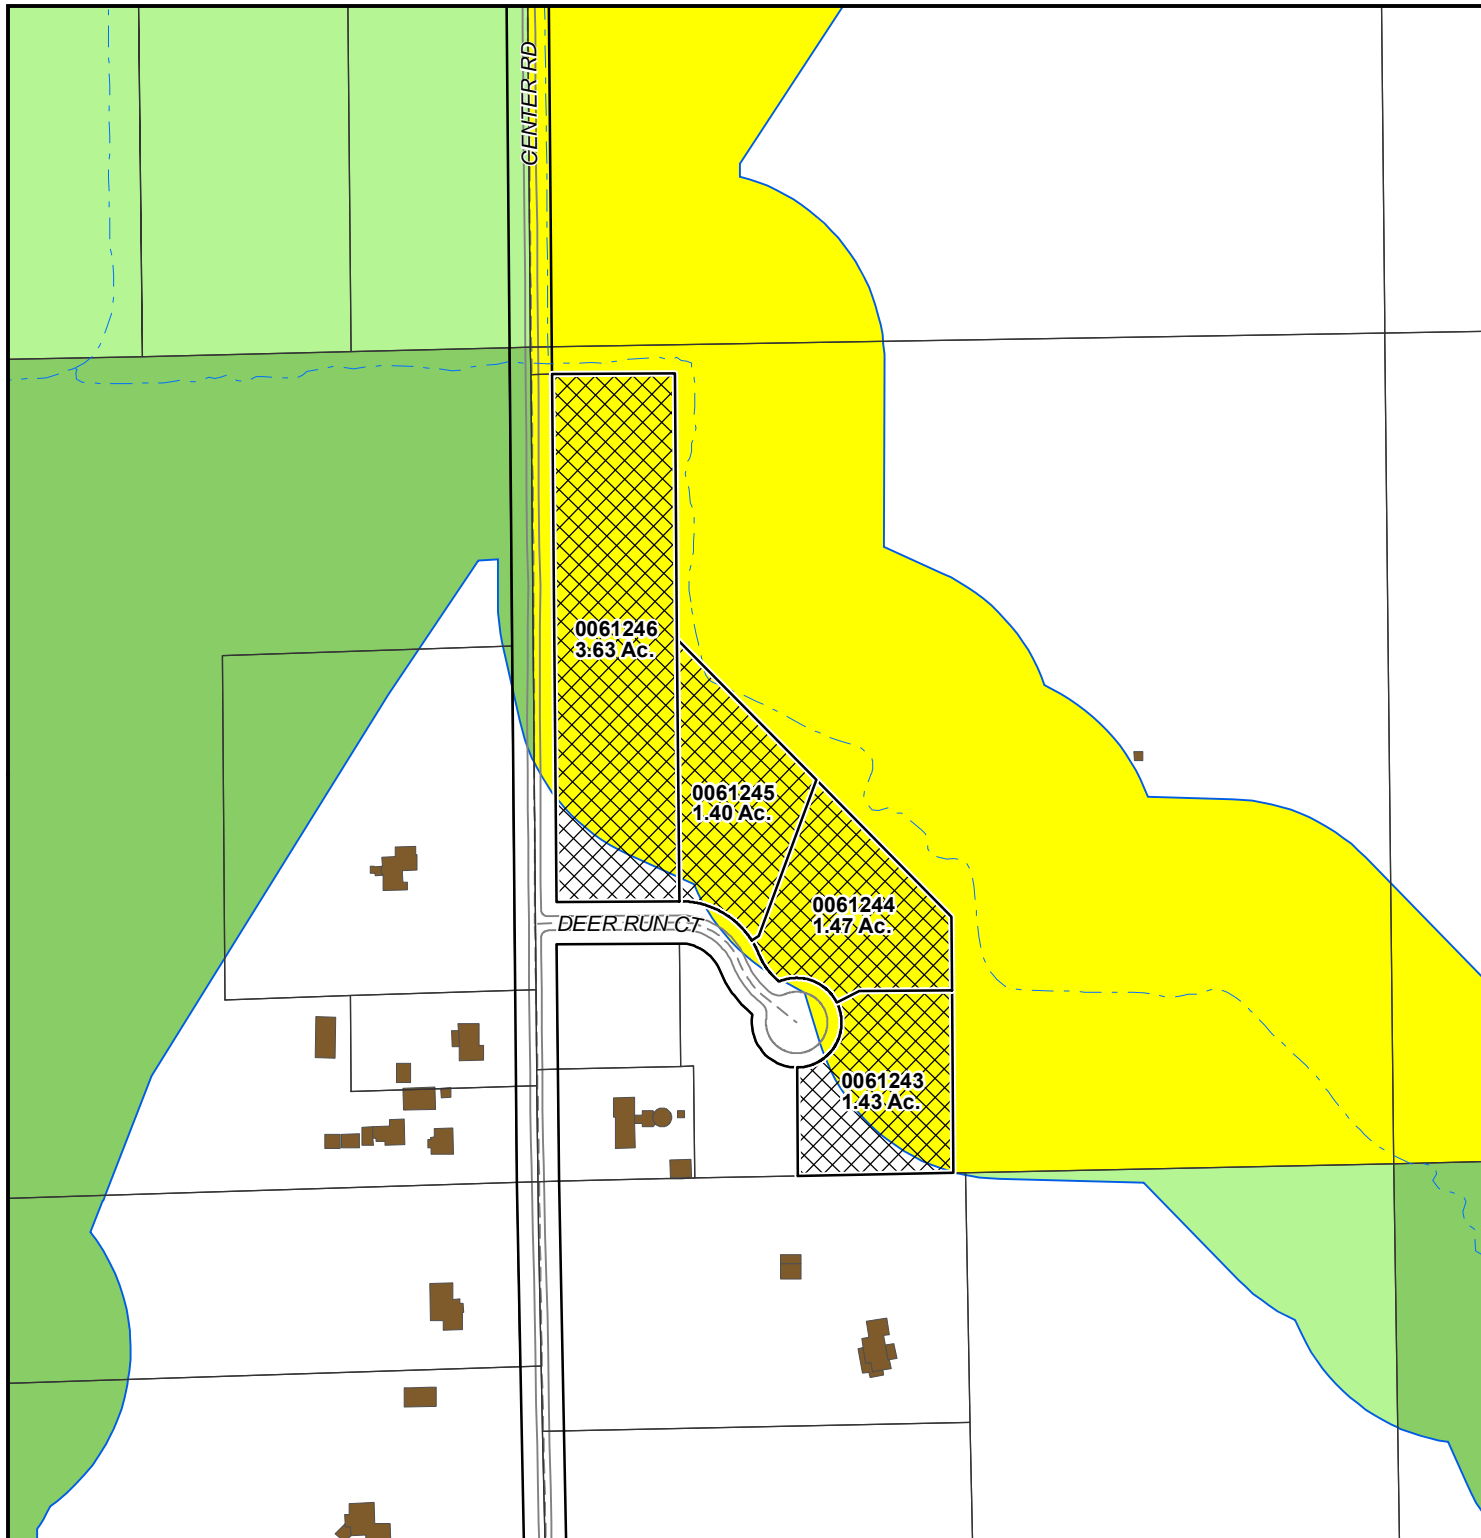 CENTER RD
0061246
3.63 Ac.
0061245
1.40 Ac.
0061244
1.47 Ac.
DEER RUN CT
0061243
1.43 Ac.